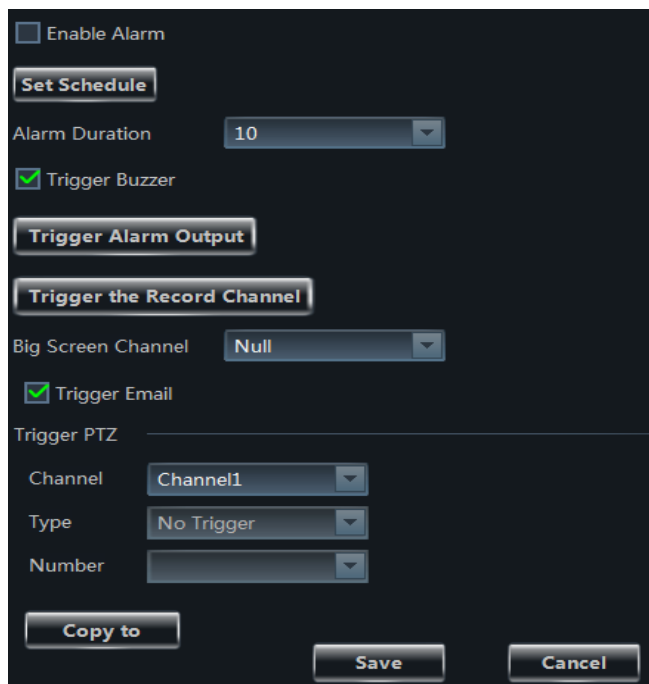 Enable Alarm
Set Schedule
Alarm Duration 10
Trigger Buzzer
Trigger Alarm Output
Trigger the Record Channel
Big Screen Channel Null
Trigger Email
Trigger PTZ
Channel Channel1
Type No Trigger
Number
Copy to
Save Cancel